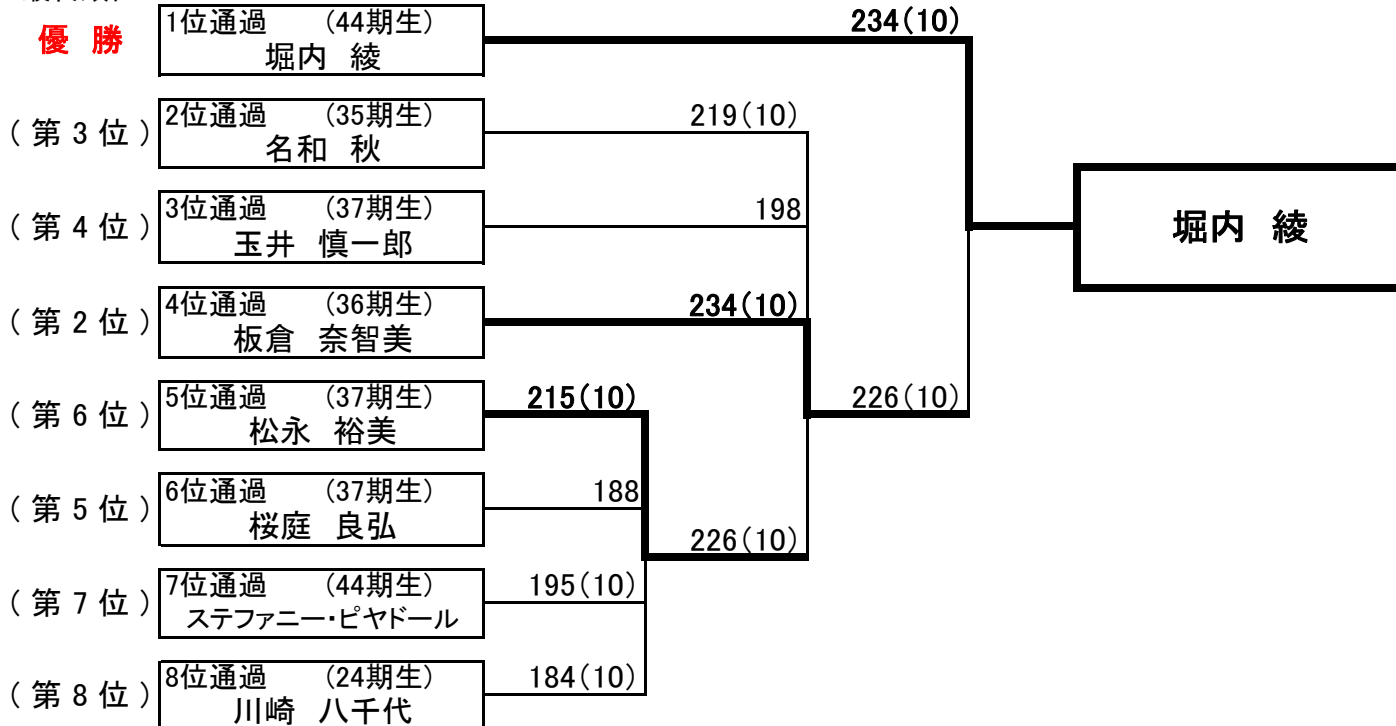 優 勝
1位通過 (44期生)
堀内 綾
234(10)
(第3位)
2位通過 (35期生)
名和 秋
219(10)
(第4位)
3位通過 (37期生)
玉井 慎一郎
198
堀内 綾
(第2位)
4位通過 (36期生)
板倉 奈智美
234(10)
(第6位)
5位通過 (37期生)
松永 裕美
215(10)
226(10)
(第5位)
6位通過 (37期生)
桜庭 良弘
188
226(10)
(第7位)
7位通過 (44期生)
ステファニー・ピヤドール
195(10)
(第8位)
8位通過 (24期生)
川崎 八千代
184(10)